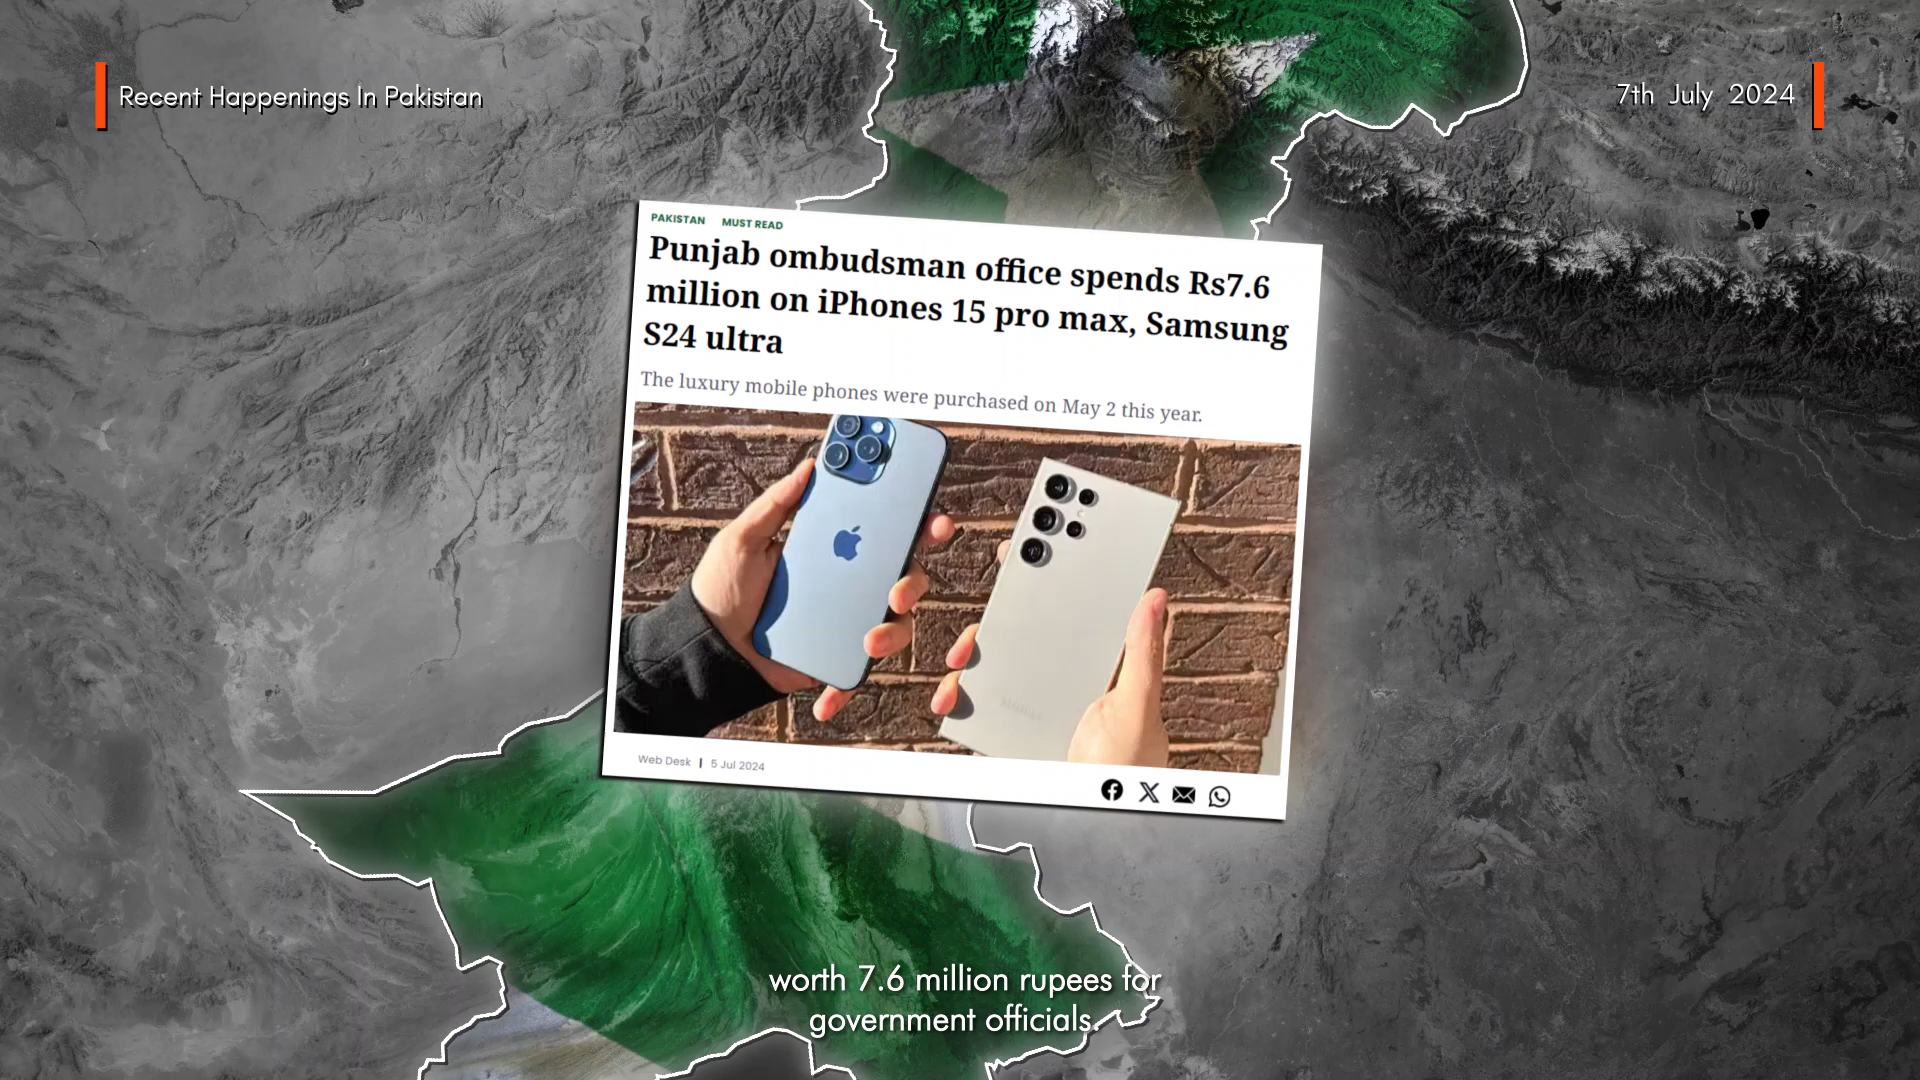 Recent Happenings In Pakistan
7th July 2024
PAKISTAN MUST READ
Punjab ombudsman office spends Rs7.6
million on iPhones 15 pro max, Samsung
S24 ultra
The luxury mobile phones were purchased on May 2 this year.
Web Desk | 5 Jul 2024
worth 7.6 million rupees for
government officials.